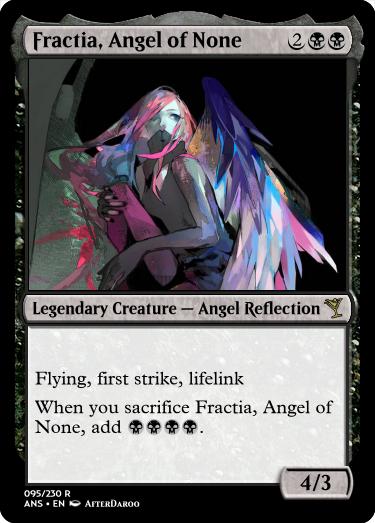 Fractia, Angel of None 2
Legendary Creature — Angel Reflection
Flying, first strike, lifelink
When you sacrifice Fractia, Angel of
None, add .
4/3
095/230 R
ANS • EN AfterDaroo